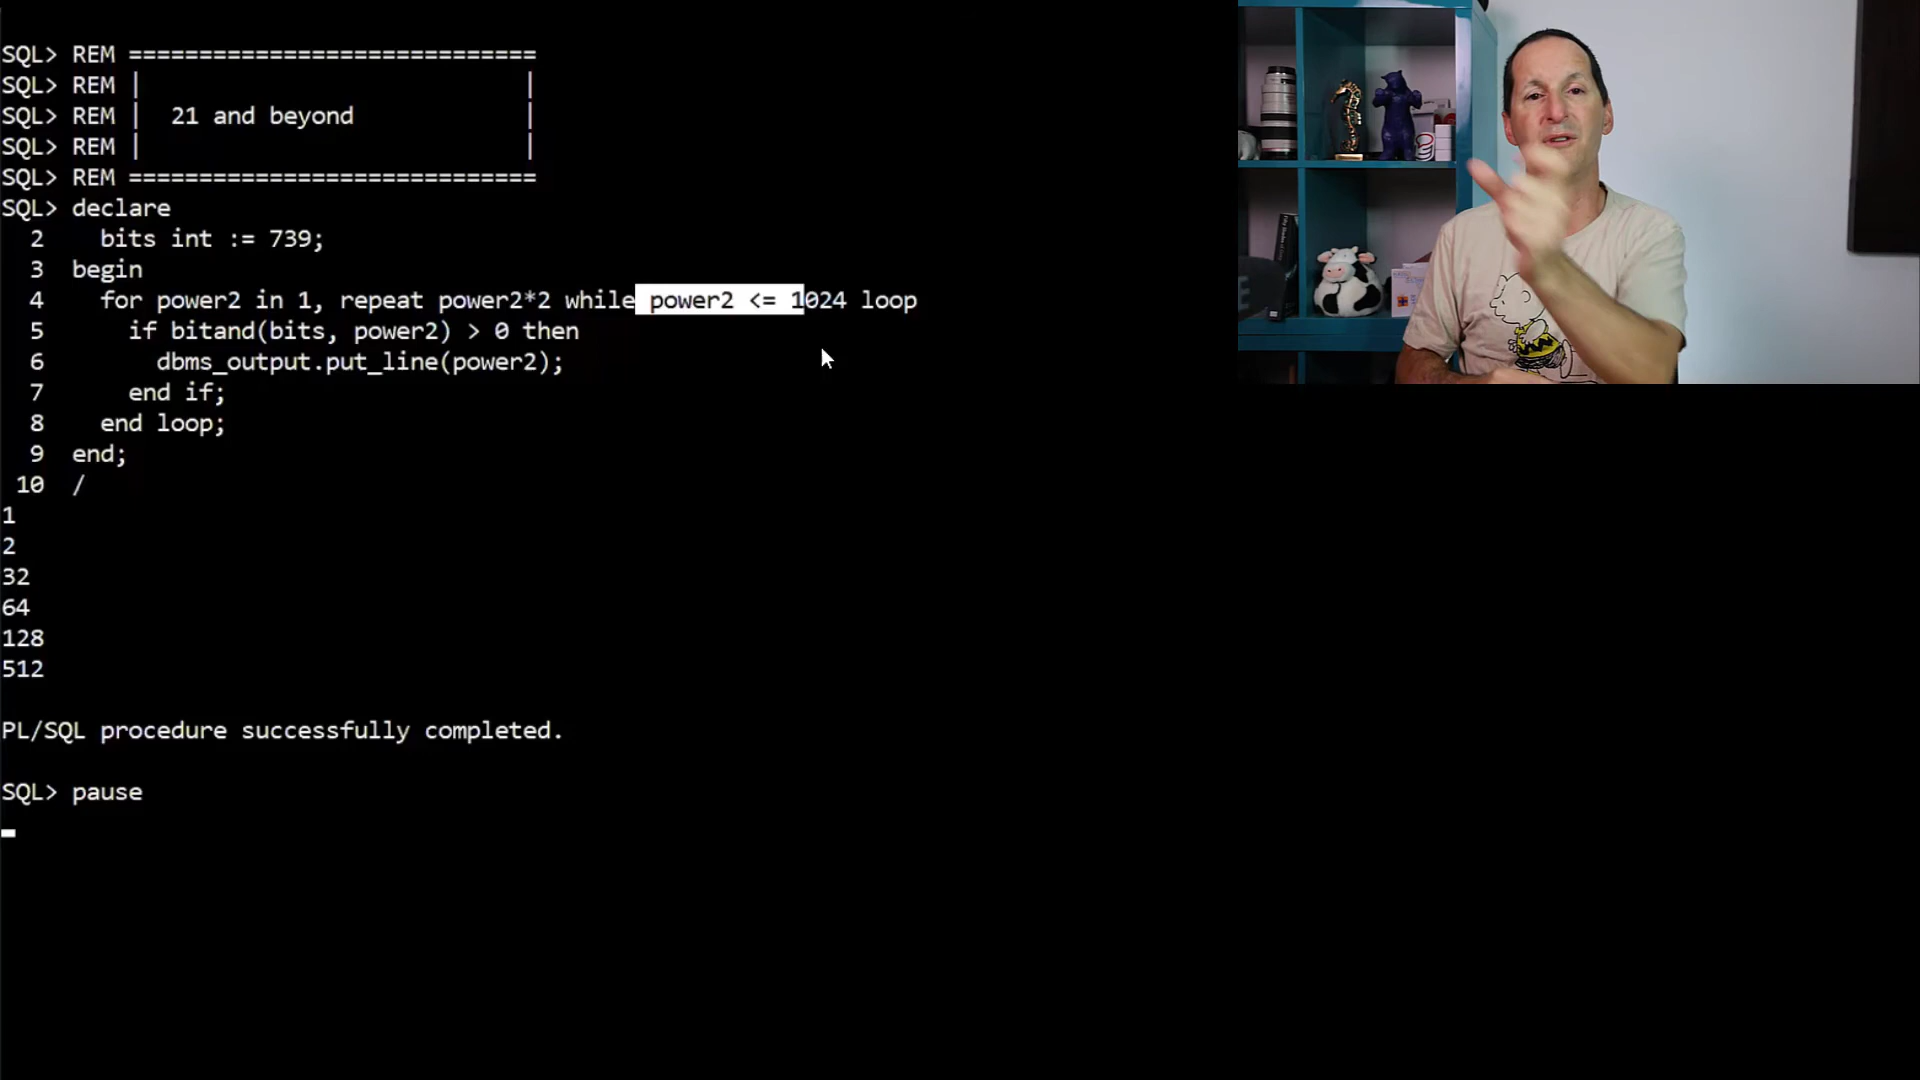 SQL> REM =============================
SQL> REM |                            |
SQL> REM |  21 and beyond             |
SQL> REM |                            |
SQL> REM =============================
SQL> declare
  2    bits int := 739;
  3  begin
  4    for power2 in 1, repeat power2*2 while power2 <= 1024 loop
  5      if bitand(bits, power2) > 0 then
  6        dbms_output.put_line(power2);
  7      end if;
  8    end loop;
  9  end;
 10  /
1
2
32
64
128
512
PL/SQL procedure successfully completed.
SQL> pause